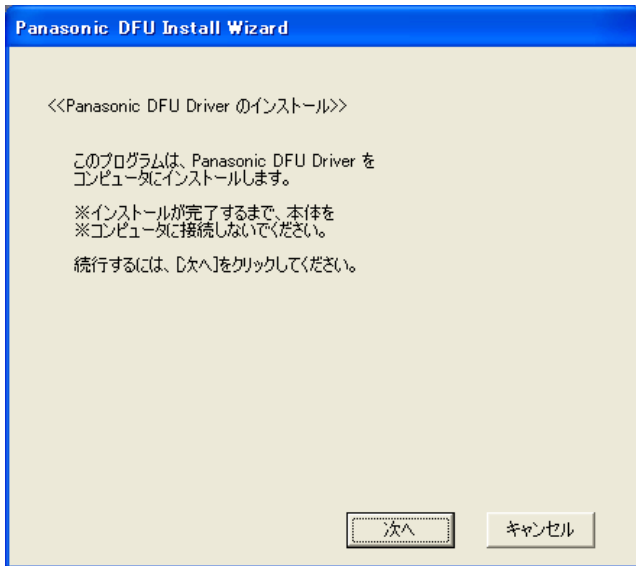 Panasonic DFU Install Wizard
<<Panasonic DFU Driver のインストール>>
このプログラムは、Panasonic DFU Driver を
コンピュータにインストールします。
※インストールが完了するまで、本体を
※コンピュータに接続しないでください。
続行するには、[次へ]をクリックしてください。
次へ
キャンセル